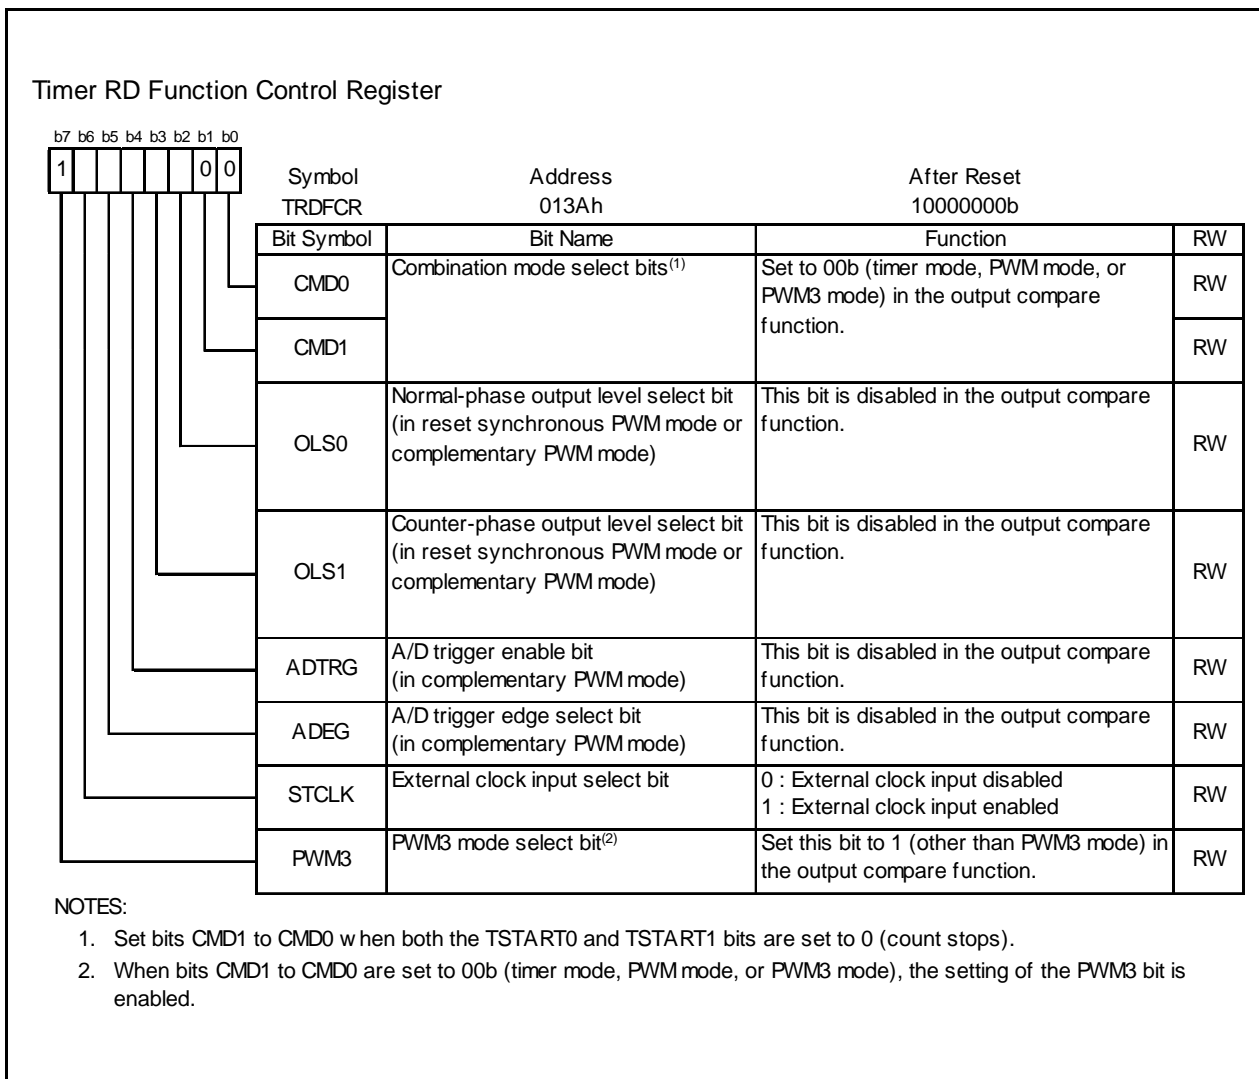 Timer RD Function Control Register
b7 b6 b5 b4 b3 b2 b1 b0
1 0 0
Symbol Address After Reset
TRDFCR 013Ah 10000000b
Bit Symbol Bit Name Function RW
CMD0 Combination mode select bits(1) Set to 00b (timer mode, PWM mode, or RW
PWM3 mode) in the output compare
function.
CMD1 RW
Normal-phase output level select bit This bit is disabled in the output compare
(in reset synchronous PWM mode or function.
OLS0 complementary PWM mode) RW
Counter-phase output level select bit This bit is disabled in the output compare
(in reset synchronous PWM mode or function.
OLS1 complementary PWM mode) RW
ADTRG A/D trigger enable bit This bit is disabled in the output compare RW
(in complementary PWM mode) function.
ADEG A/D trigger edge select bit This bit is disabled in the output compare RW
(in complementary PWM mode) function.
STCLK External clock input select bit 0 : External clock input disabled RW
1 : External clock input enabled
PWM3 PWM3 mode select bit(2) Set this bit to 1 (other than PWM3 mode) in RW
the output compare function.
NOTES:
1. Set bits CMD1 to CMD0 when both the TSTART0 and TSTART1 bits are set to 0 (count stops).
2. When bits CMD1 to CMD0 are set to 00b (timer mode, PWM mode, or PWM3 mode), the setting of the PWM3 bit is
enabled.